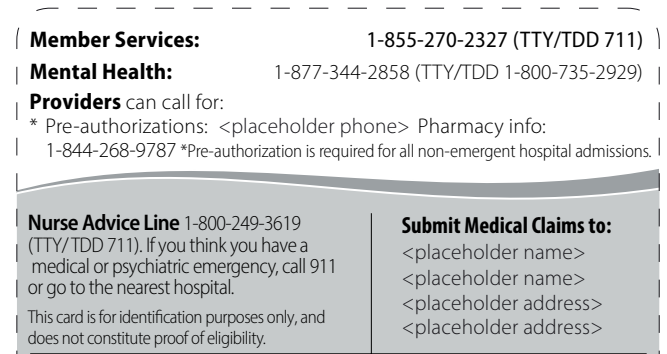 Member Services: 1-855-270-2327 (TTY/TDD 711)
Mental Health: 1-877-344-2858 (TTY/TDD 1-800-735-2929)
Providers can call for:
* Pre-authorizations: <placeholder phone> Pharmacy info:
1-844-268-9787 *Pre-authorization is required for all non-emergent hospital admissions.
Nurse Advice Line 1-800-249-3619
(TTY/TDD 711). If you think you have a
medical or psychiatric emergency, call 911
or go to the nearest hospital.
This card is for identification purposes only, and
does not constitute proof of eligibility.
Submit Medical Claims to:
<placeholder name>
<placeholder name>
<placeholder address>
<placeholder address>